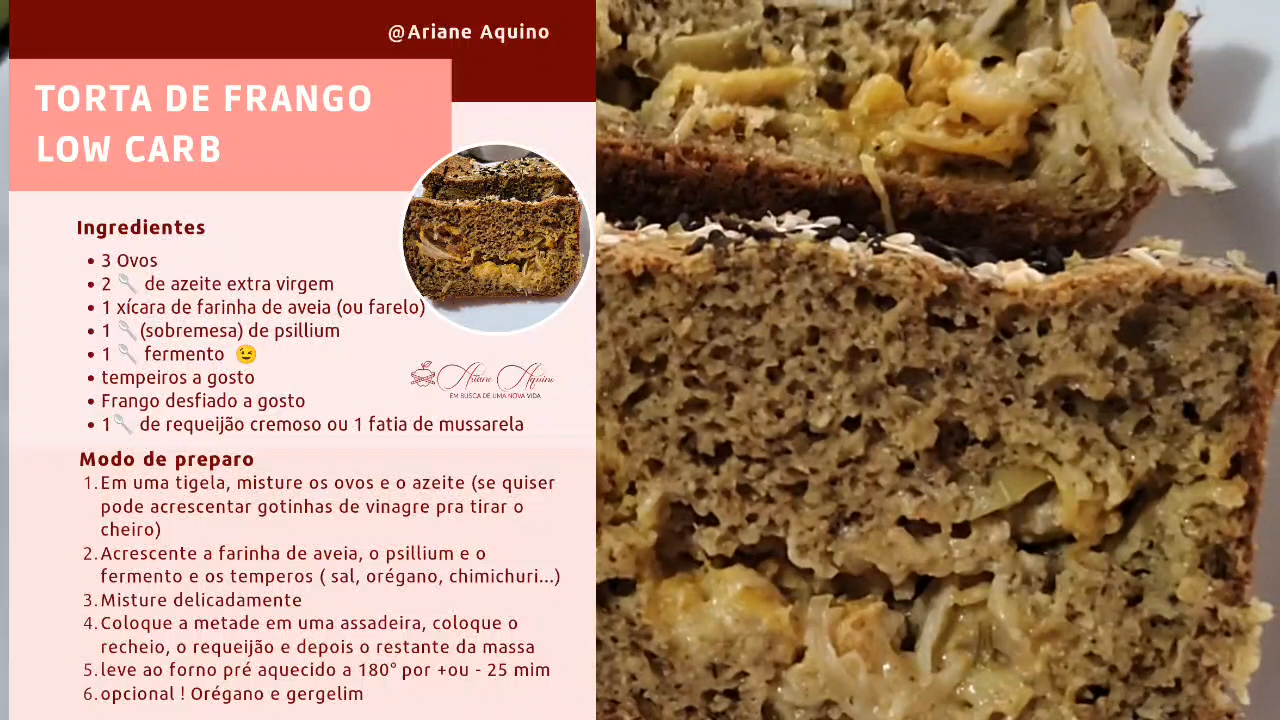 @Ariane Aquino
TORTA DE FRANGO
LOW CARB
Ingredientes
• 3 Ovos
• 2 🥄 de azeite extra virgem
• 1 xícara de farinha de aveia (ou farelo)
• 1 🥄 (sobremesa) de psillium
• 1 🥄 fermento 😉
• tempeiros a gosto
• Frango desfiado a gosto
• 1 🥄 de requeijão cremoso ou 1 fatia de mussarela
Ariane Aquino
EM BUSCA DE UMA NOVA VIDA
Modo de preparo
1. Em uma tigela, misture os ovos e o azeite (se quiser
pode acrescentar gotinhas de vinagre pra tirar o
cheiro)
2. Acrescente a farinha de aveia, o psillium e o
fermento e os temperos ( sal, orégano, chimichuri...)
3. Misture delicadamente
4. Coloque a metade em uma assadeira, coloque o
recheio, o requeijão e depois o restante da massa
5. leve ao forno pré aquecido a 180° por +ou - 25 mim
6. opcional ! Orégano e gergelim